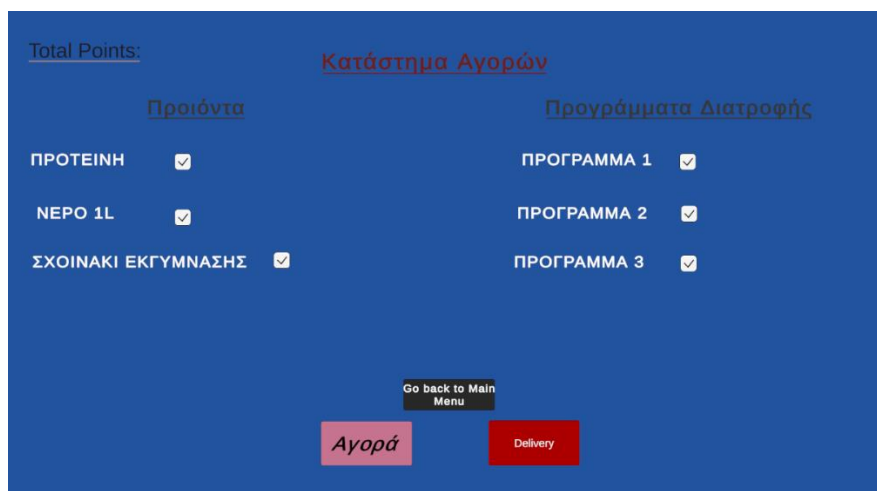 Total Points:
Κατάστημα Αγορών
Προιόντα
Προγράμματα Διατροφής
ΠΡΟΤΕΙΝΗ
ΠΡΟΓΡΑΜΜΑ 1
ΝΕΡΟ 1L
ΠΡΟΓΡΑΜΜΑ 2
ΣΧΟΙΝΑΚΙ ΕΚΓΥΜΝΑΣΗΣ
ΠΡΟΓΡΑΜΜΑ 3
Go back to Main
Menu
Αγορά
Delivery